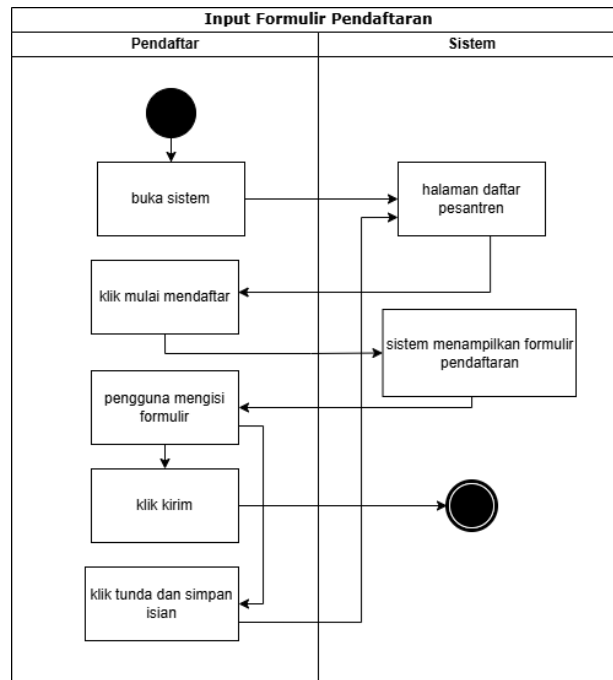 Input Formulir Pendaftaran
Pendaftar
Sistem
buka sistem
halaman daftar
pesantren
klik mulai mendaftar
sistem menampilkan formulir
pendaftaran
pengguna mengisi
formulir
klik kirim
klik tunda dan simpan
isian